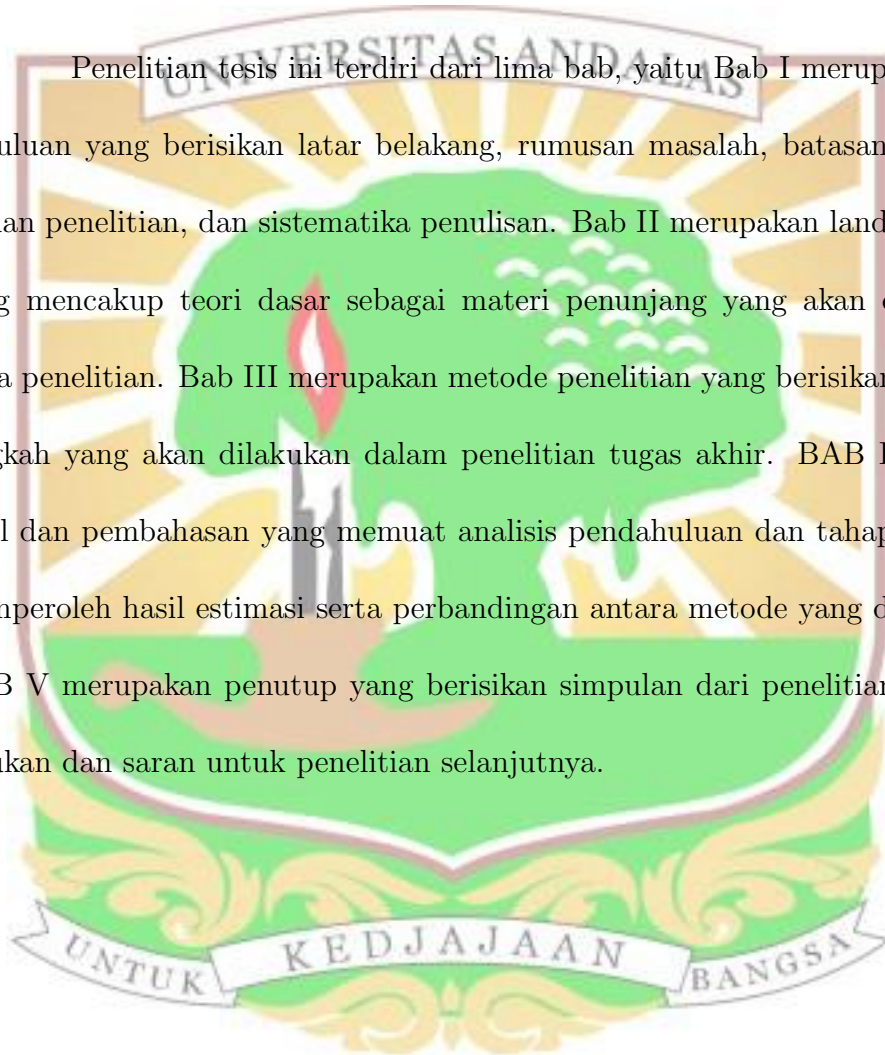 UNIVERSITAS ANDALAS
Penelitian tesis ini terdiri dari lima bab, yaitu Bab I merup
uluan yang berisikan latar belakang, rumusan masalah, batasan
an penelitian, dan sistematika penulisan. Bab II merupakan land
g mencakup teori dasar sebagai materi penunjang yang akan
a penelitian. Bab III merupakan metode penelitian yang berisikan
gkah yang akan dilakukan dalam penelitian tugas akhir. BAB
l dan pembahasan yang memuat analisis pendahuluan dan tahap
mperoleh hasil estimasi serta perbandingan antara metode yang d
B V merupakan penutup yang berisikan simpulan dari penelitian
ukan dan saran untuk penelitian selanjutnya.
UNTUK KEDJAJAAN BANGSA